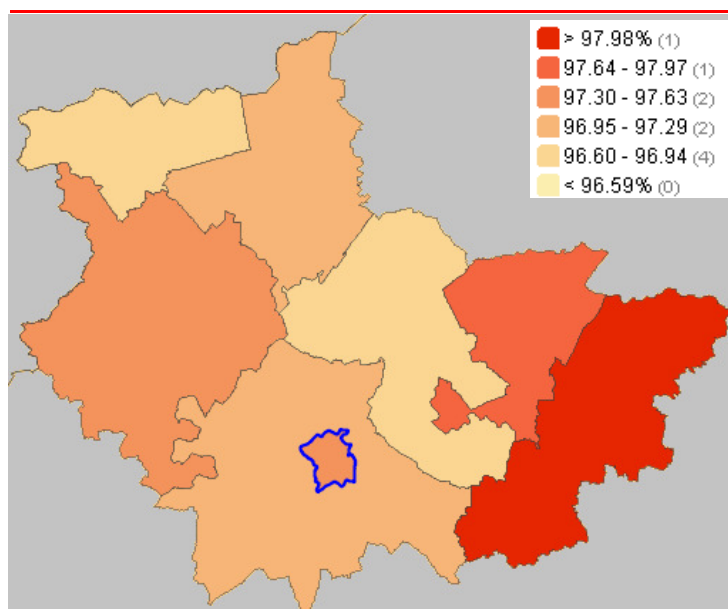 > 97.98% (1)
97.64 - 97.97 (1)
97.30 - 97.63 (2)
96.95 - 97.29 (2)
96.60 - 96.94 (4)
< 96.59% (0)